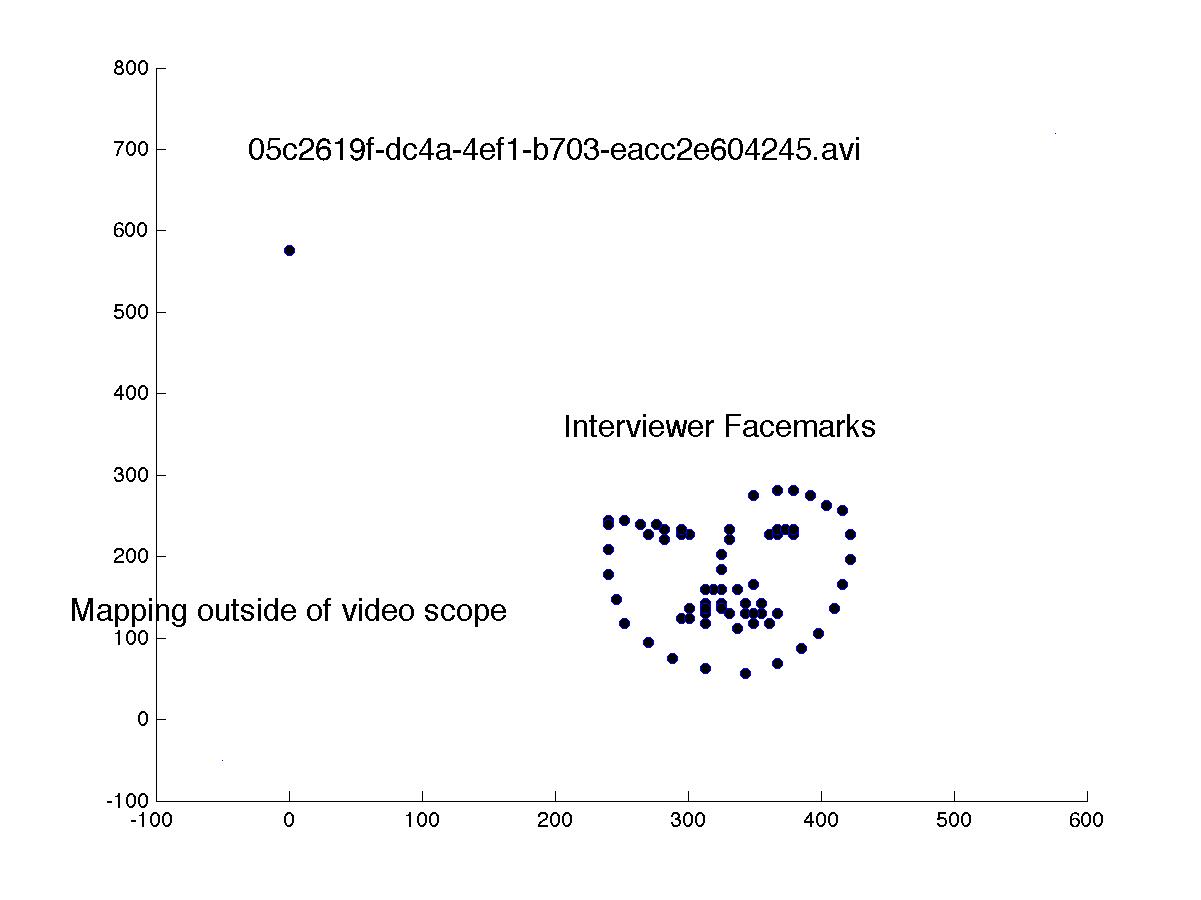 800
700
05c2619f-dc4a-4ef1-b703-eacc2e604245.avi
600
500
400
Interviewer Facemarks
300
200
Mapping outside of video scope
100
0
-100
-100 0 100 200 300 400 500 600